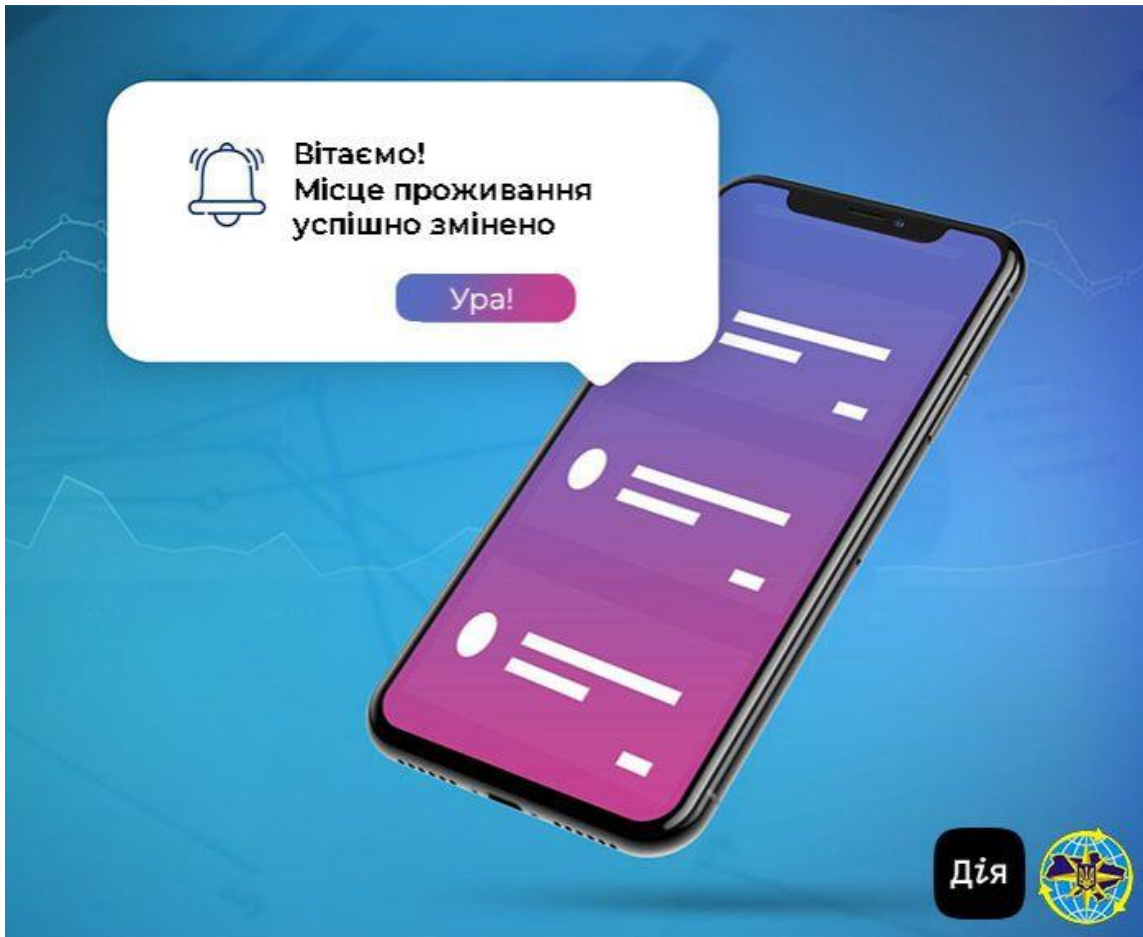 Вітаємо!
Місце проживання
успішно змінено
Ура!
Дія